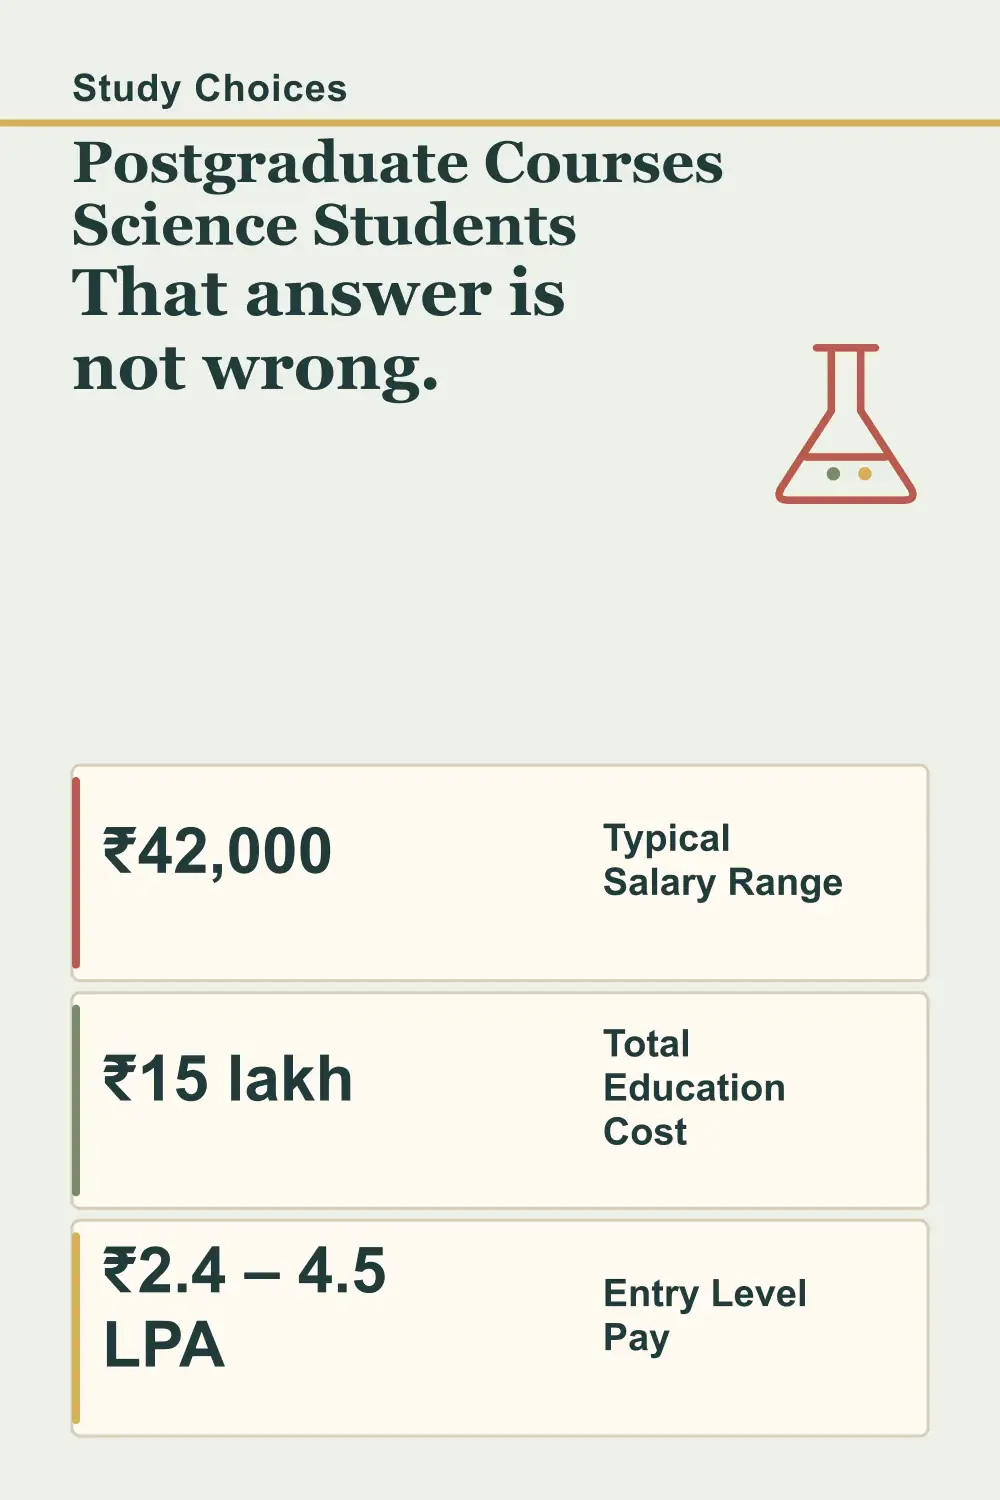 Study Choices
Postgraduate Courses
Science Students
That answer is
not wrong.
₹42,000
Typical
Salary Range
₹15 lakh
Total
Education
Cost
₹2.4 – 4.5
LPA
Entry Level
Pay